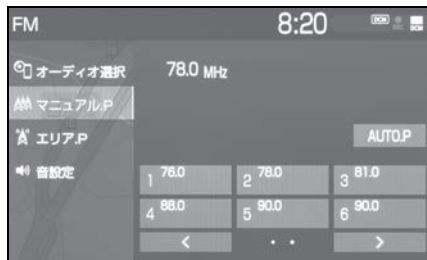 FM 8:20 DCM DCM
オーディオ選択 78.0 MHz
マニュアル.P
エリア.P AUTO.P
音設定
1 76.0 2 78.0 3 81.0
4 88.0 5 90.0 6 90.0
< ・ ・ >